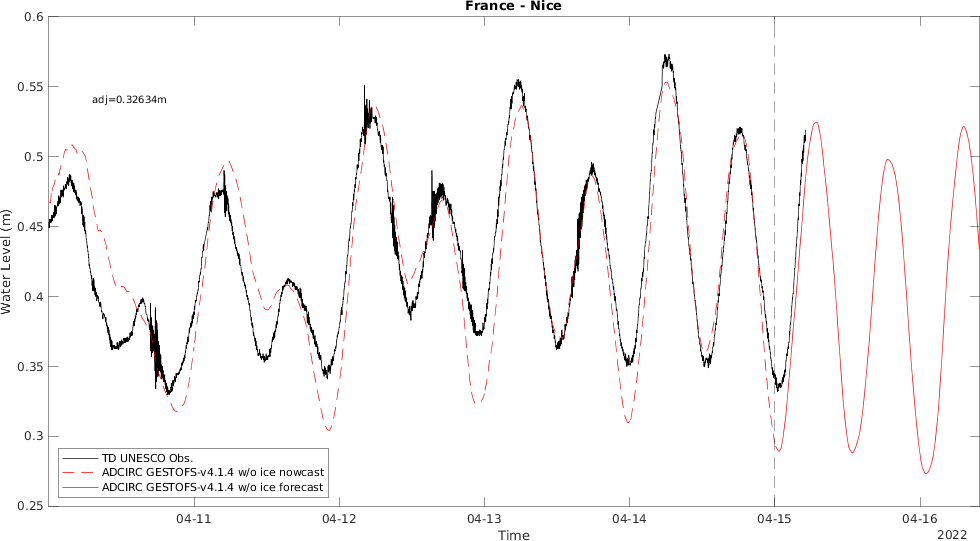 France - Nice
Water Level (m)
0.6
0.55
0.5
0.45
0.4
0.35
0.3
0.25
adj=0.32634m
TD UNESCO Obs.
ADCIRC GESTOFS-v4.1.4 w/o ice nowcast
ADCIRC GESTOFS-v4.1.4 w/o ice forecast
04-11 04-12 04-13 04-14 04-15 04-16
Time
2022